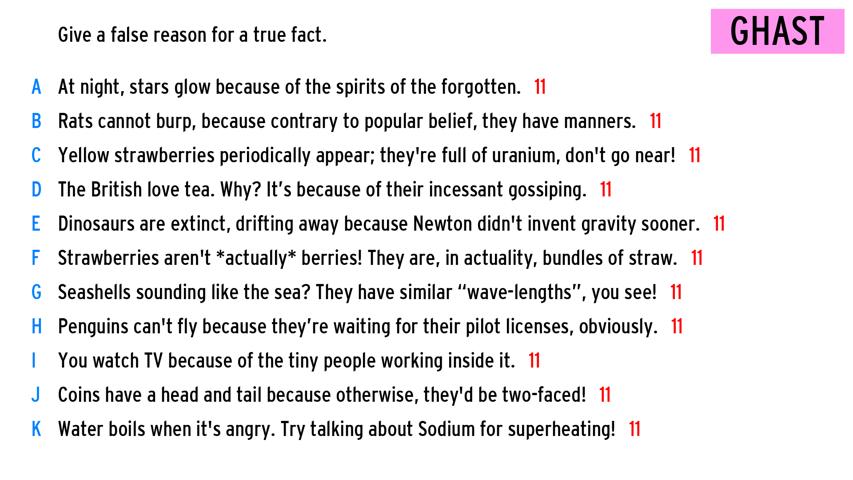 Give a false reason for a true fact.
GHAST
A At night, stars glow because of the spirits of the forgotten. 11
B Rats cannot burp, because contrary to popular belief, they have manners. 11
C Yellow strawberries periodically appear; they're full of uranium, don't go near! 11
D The British love tea. Why? It’s because of their incessant gossiping. 11
E Dinosaurs are extinct, drifting away because Newton didn't invent gravity sooner. 11
F Strawberries aren't *actually* berries! They are, in actuality, bundles of straw. 11
G Seashells sounding like the sea? They have similar “wave-lengths”, you see! 11
H Penguins can't fly because they’re waiting for their pilot licenses, obviously. 11
I You watch TV because of the tiny people working inside it. 11
J Coins have a head and tail because otherwise, they'd be two-faced! 11
K Water boils when it's angry. Try talking about Sodium for superheating! 11